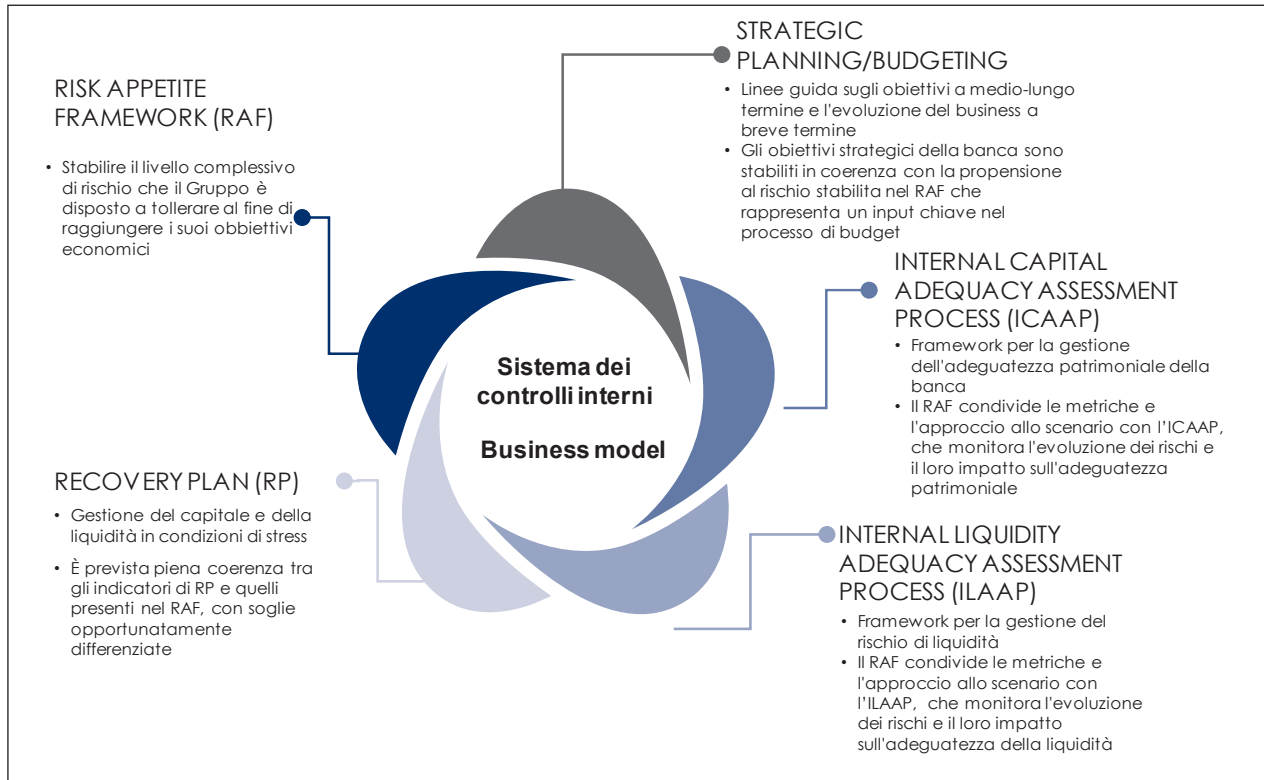 RISK APPETITE
FRAMEWORK (RAF)
• Stabilire il livello complessivo
di rischio che il Gruppo è
disposto a tollerare al fine di
raggiungere i suoi obbiettivi
economici
STRATEGIC
PLANNING/BUDGETING
• Linee guida sugli obiettivi a medio-lungo
termine e l'evoluzione del business a
breve termine
• Gli obiettivi strategici della banca sono
stabiliti in coerenza con la propensione
al rischio stabilita nel RAF che
rappresenta un input chiave nel
processo di budget
INTERNAL CAPITAL
ADEQUACY ASSESSMENT
PROCESS (ICAAP)
• Framework per la gestione
dell'adeguatezza patrimoniale della
banca
• Il RAF condivide le metriche e
l'approccio allo scenario con l'ICAAP,
che monitora l'evoluzione dei rischi e
il loro impatto sull'adeguatezza
patrimoniale
Sistema dei
controlli interni
Business model
RECOVERY PLAN (RP)
• Gestione del capitale e della
liquidità in condizioni di stress
• È prevista piena coerenza tra
gli indicatori di RP e quelli
presenti nel RAF, con soglie
opportunatamente
differenziate
INTERNAL LIQUIDITY
ADEQUACY ASSESSMENT
PROCESS (ILAAP)
• Framework per la gestione del
rischio di liquidità
• Il RAF condivide le metriche e
l'approccio allo scenario con
l'ILAAP, che monitora l'evoluzione
dei rischi e il loro impatto
sull'adeguatezza della liquidità